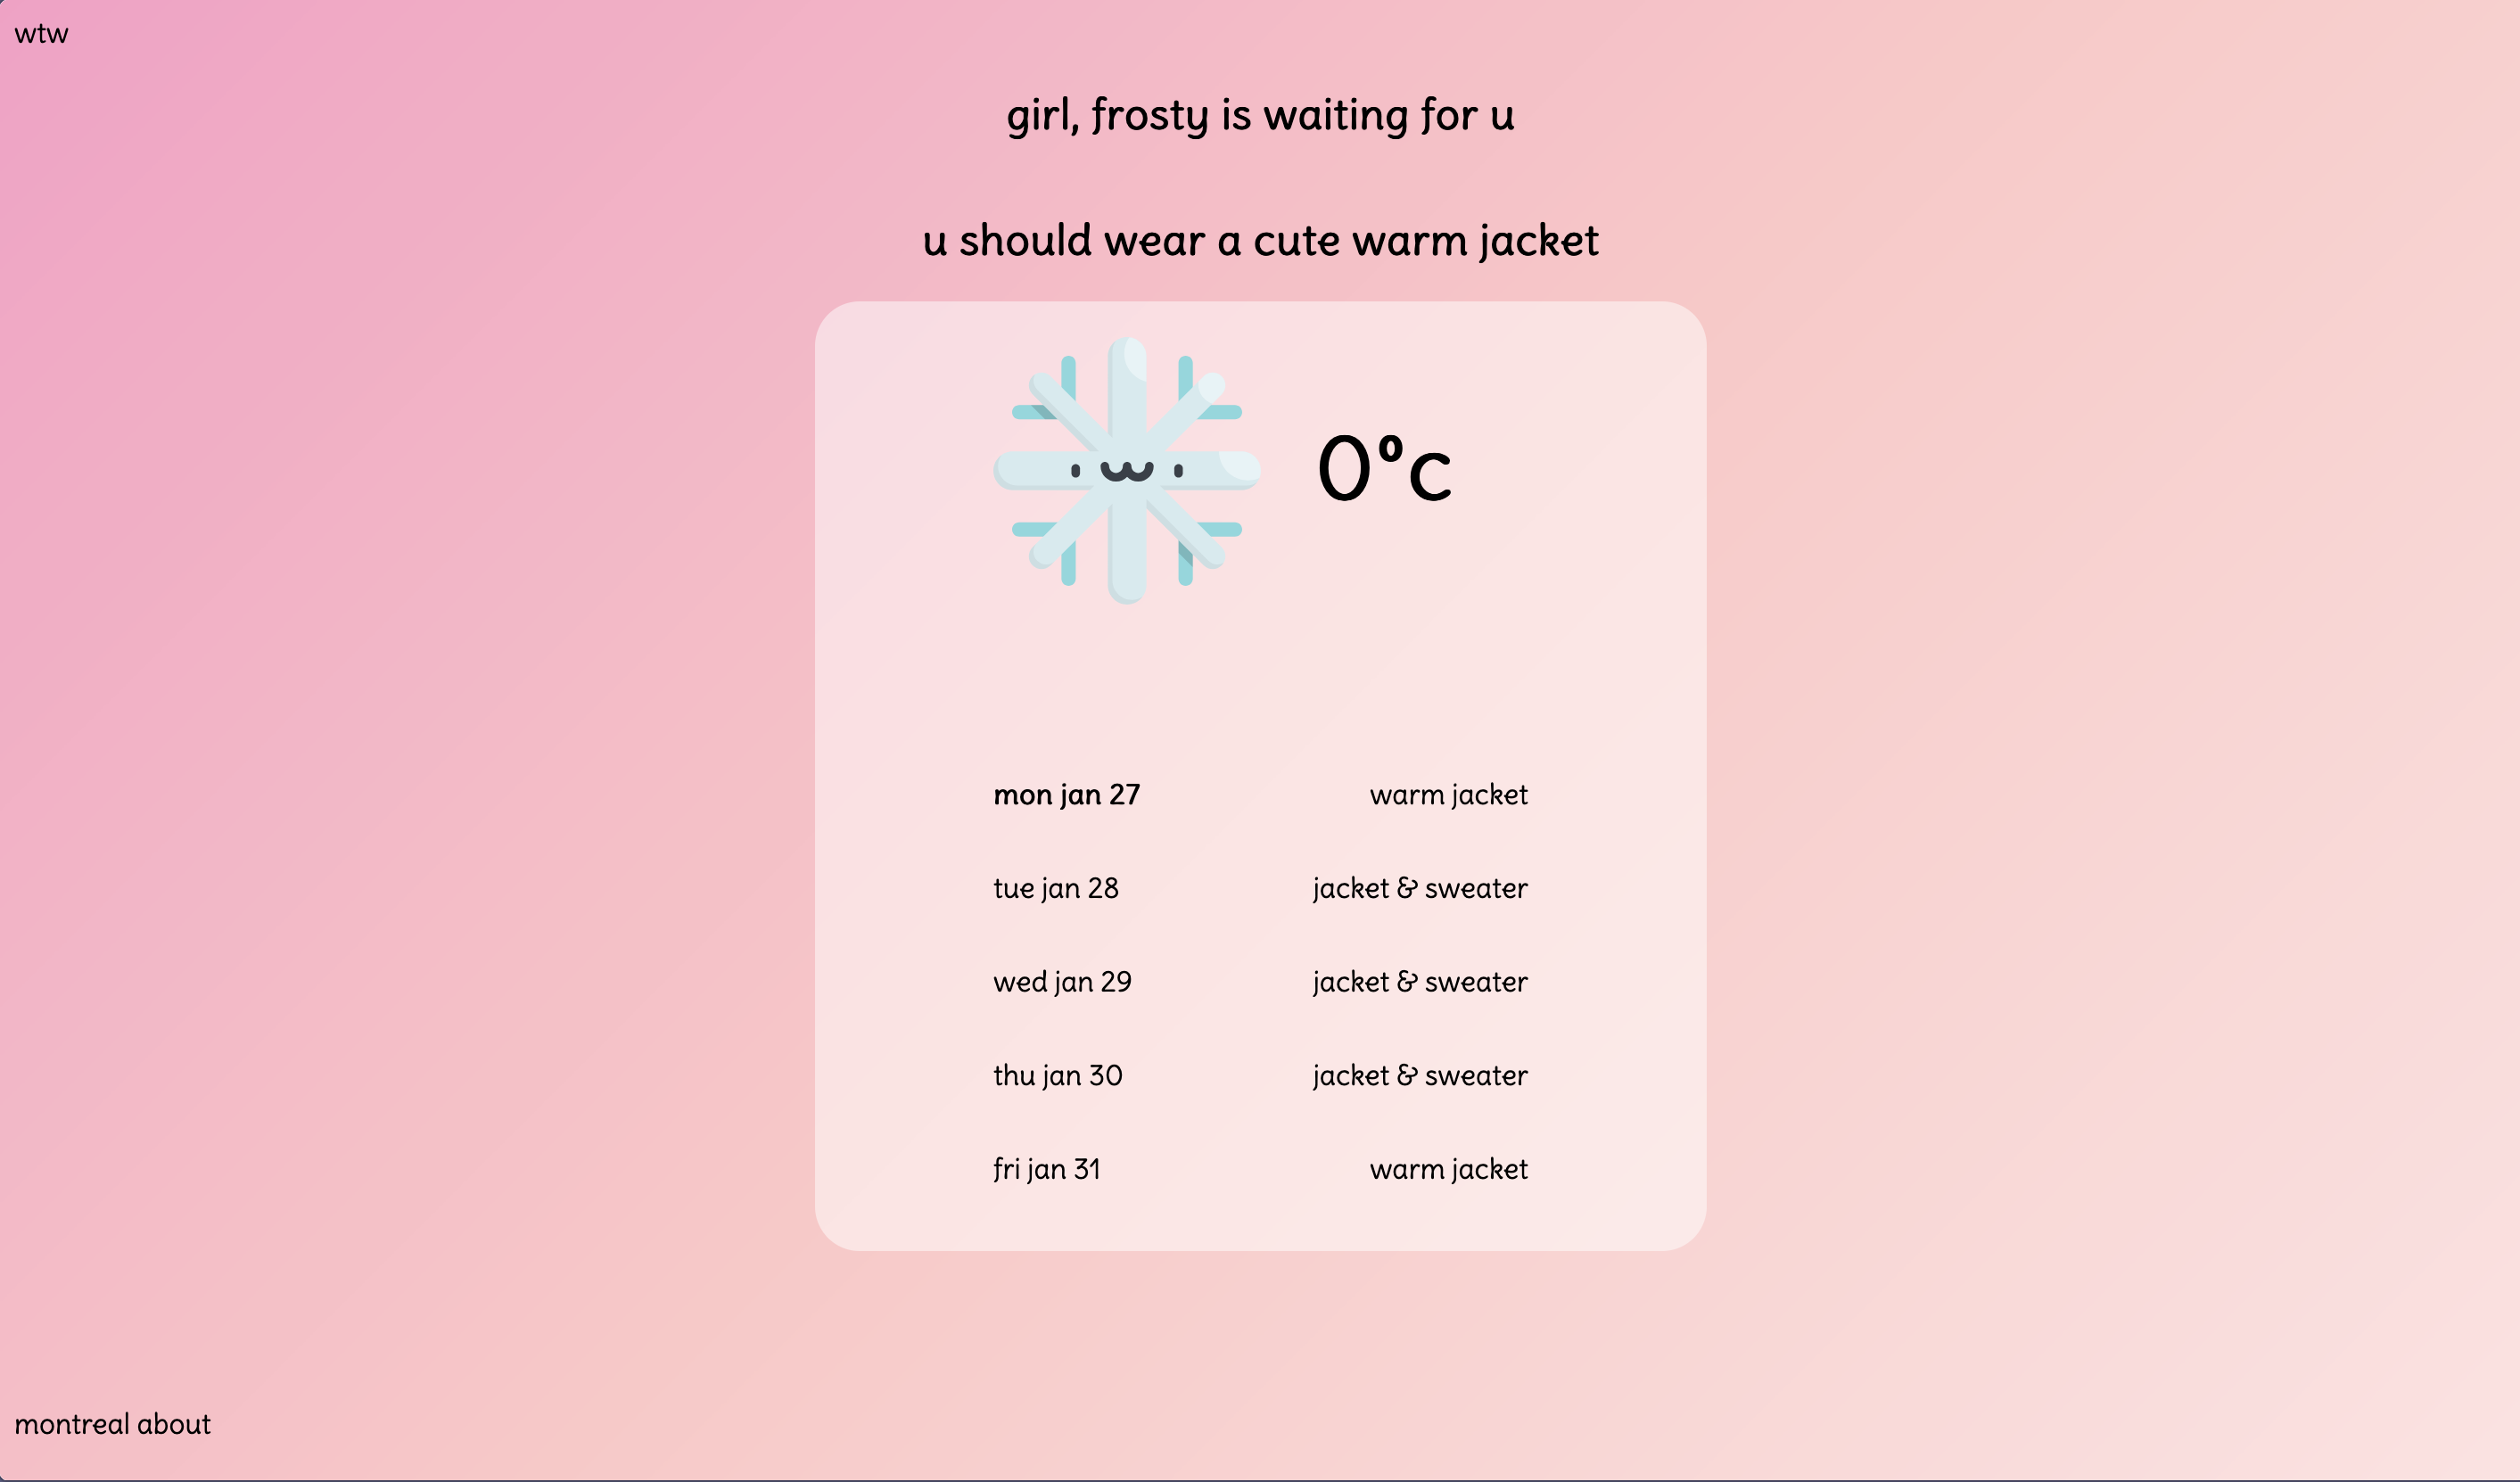 wtw
girl, frosty is waiting for u
u should wear a cute warm jacket
0°c
mon jan 27 warm jacket
tue jan 28 jacket & sweater
wed jan 29 jacket & sweater
thu jan 30 jacket & sweater
fri jan 31 warm jacket
montreal about